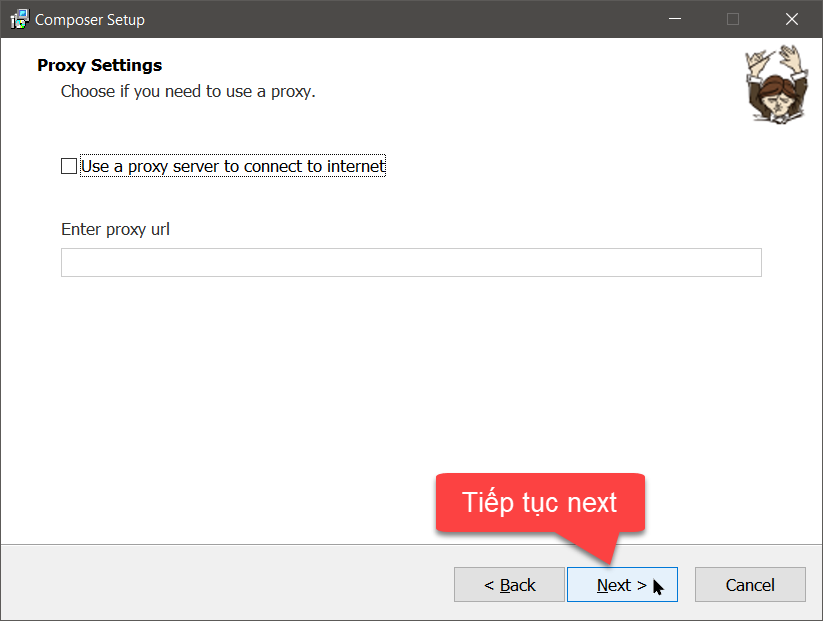 Composer Setup
Proxy Settings
Choose if you need to use a proxy.
Use a proxy server to connect to internet
Enter proxy url
Tiếp tục next
< Back
Next >
Cancel